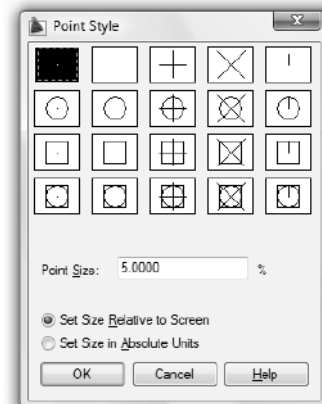 Point Style
Point Size: 5.0000 %
Set Size Relative to Screen
Set Size in Absolute Units
OK Cancel Help